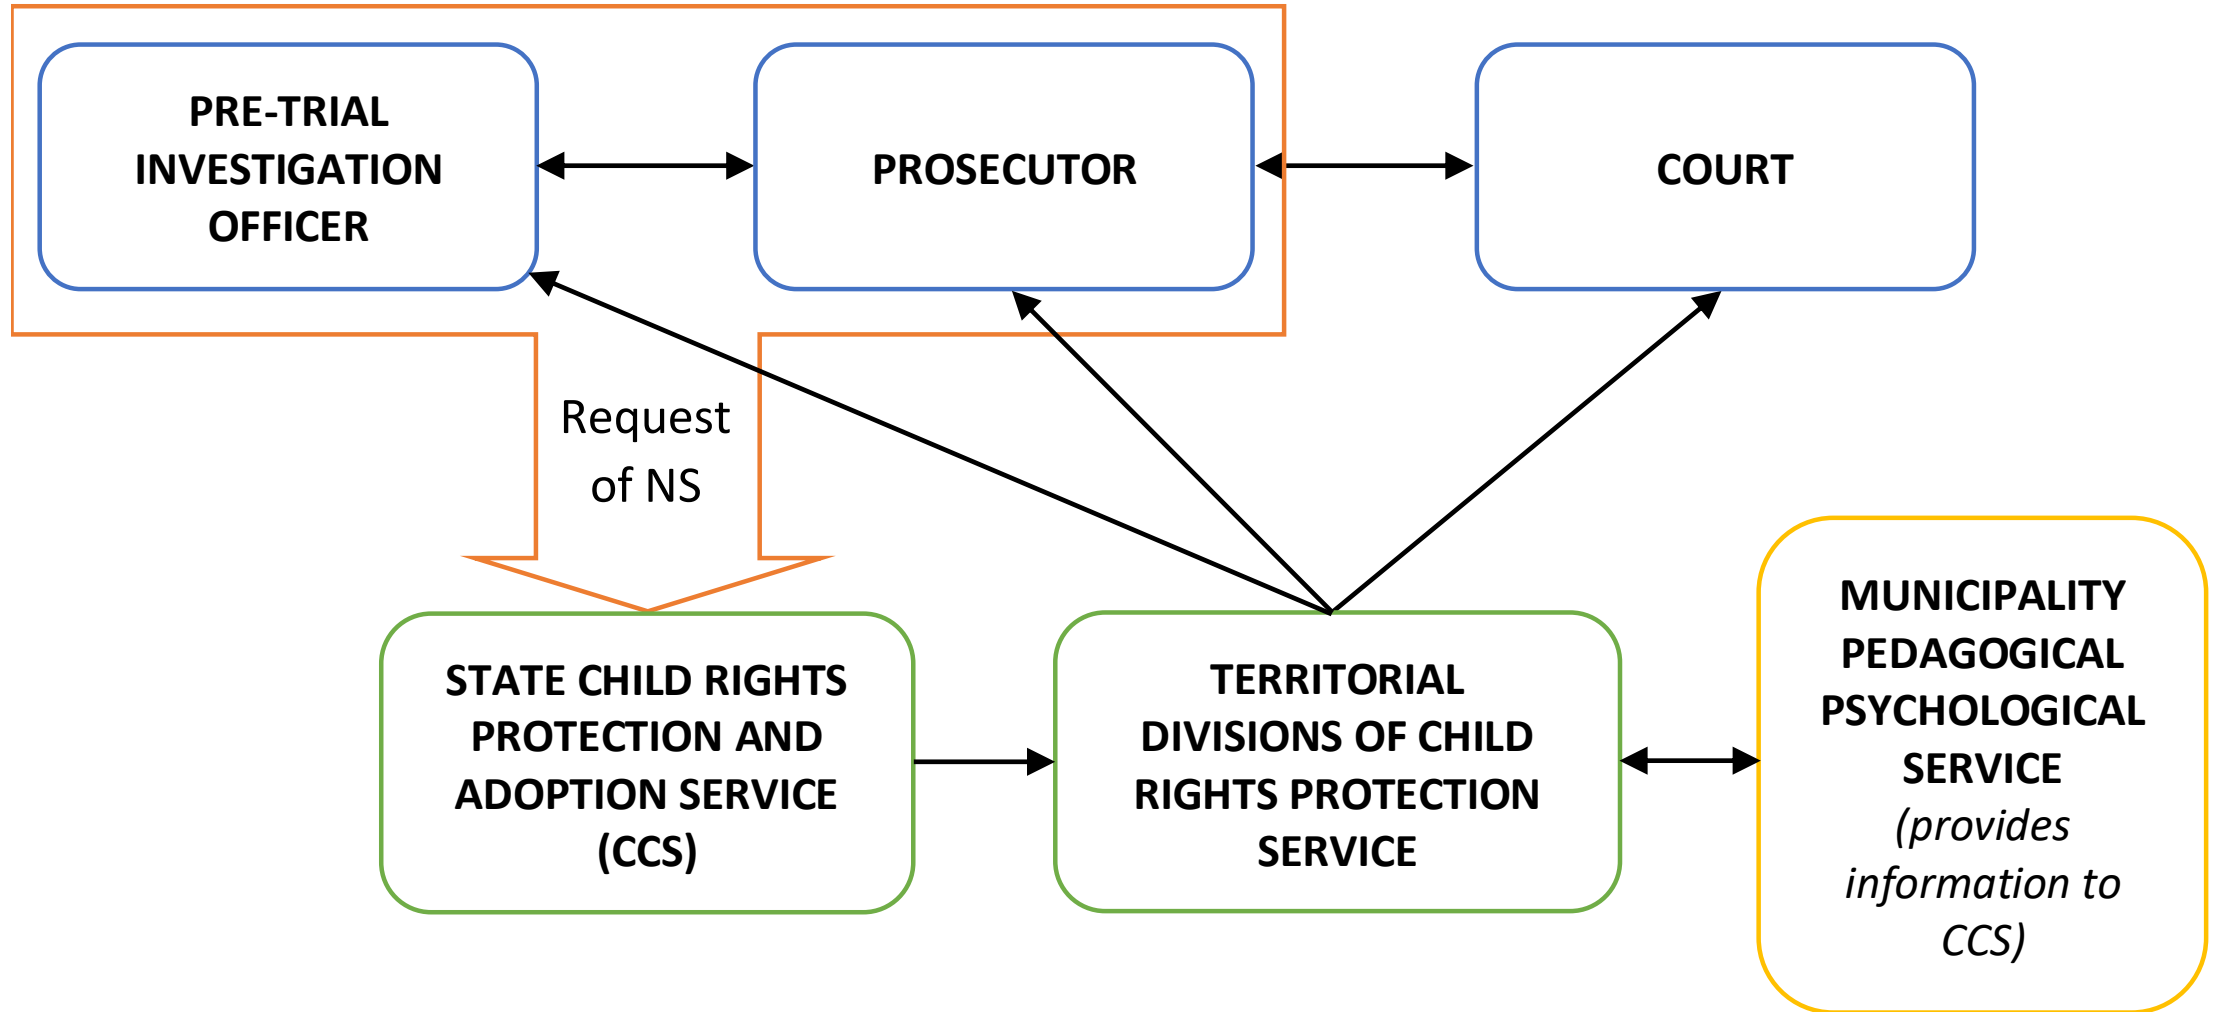 PRE-TRIAL
INVESTIGATION
OFFICER
PROSECUTOR
COURT
Request
of NS
STATE CHILD RIGHTS
PROTECTION AND
ADOPTION SERVICE
(CCS)
TERRITORIAL
DIVISIONS OF CHILD
RIGHTS PROTECTION
SERVICE
MUNICIPALITY
PEDAGOGICAL
PSYCHOLOGICAL
SERVICE
(provides
information to
CCS)